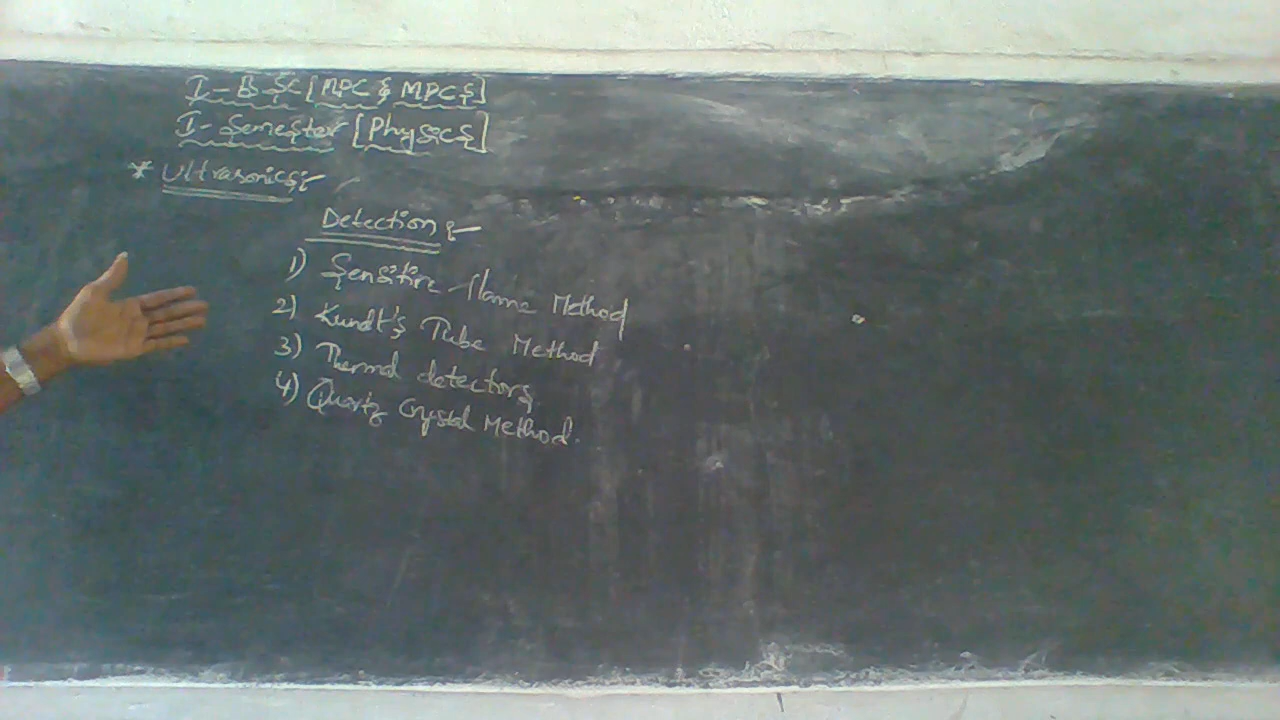 I - B.Sc [MPC & MPCS]
I - Semester [Physics]
* Ultrasonics:-
Detection:-
1) Sensitive flame Method
2) Kundt's Tube Method
3) Thermal detectors
4) Quartz Crystal Method.